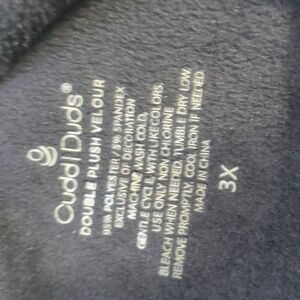 Cuddl Duds®
DOUBLE PLUSH VELOUR
95% POLYESTER / 5% SPANDEX
EXCLUSIVE OF DECORATION
MACHINE WASH COLD,
GENTLE CYCLE, WITH LIKE COLORS.
USE ONLY NON CHLORINE
BLEACH WHEN NEEDED. TUMBLE DRY LOW.
REMOVE PROMPTLY. COOL IRON IF NEEDED.
MADE IN CHINA
3X